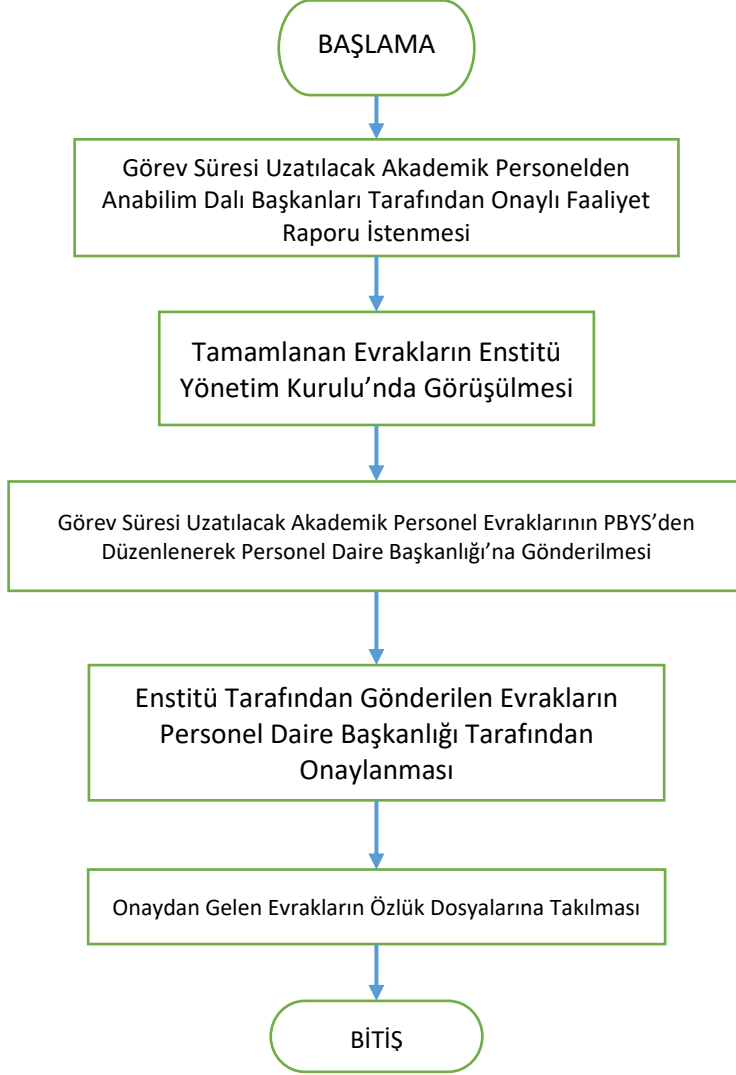 BAŞLAMA
Görev Süresi Uzatılacak Akademik Personelden
Anabilim Dalı Başkanları Tarafından Onaylı Faaliyet
Raporu İstenmesi
Tamamlanan Evrakların Enstitü
Yönetim Kurulu’nda Görüşülmesi
Görev Süresi Uzatılacak Akademik Personel Evraklarının PBYS’den
Düzenlenerek Personel Daire Başkanlığı’na Gönderilmesi
Enstitü Tarafından Gönderilen Evrakların
Personel Daire Başkanlığı Tarafından
Onaylanması
Onaydan Gelen Evrakların Özlük Dosyalarına Takılması
BİTİŞ